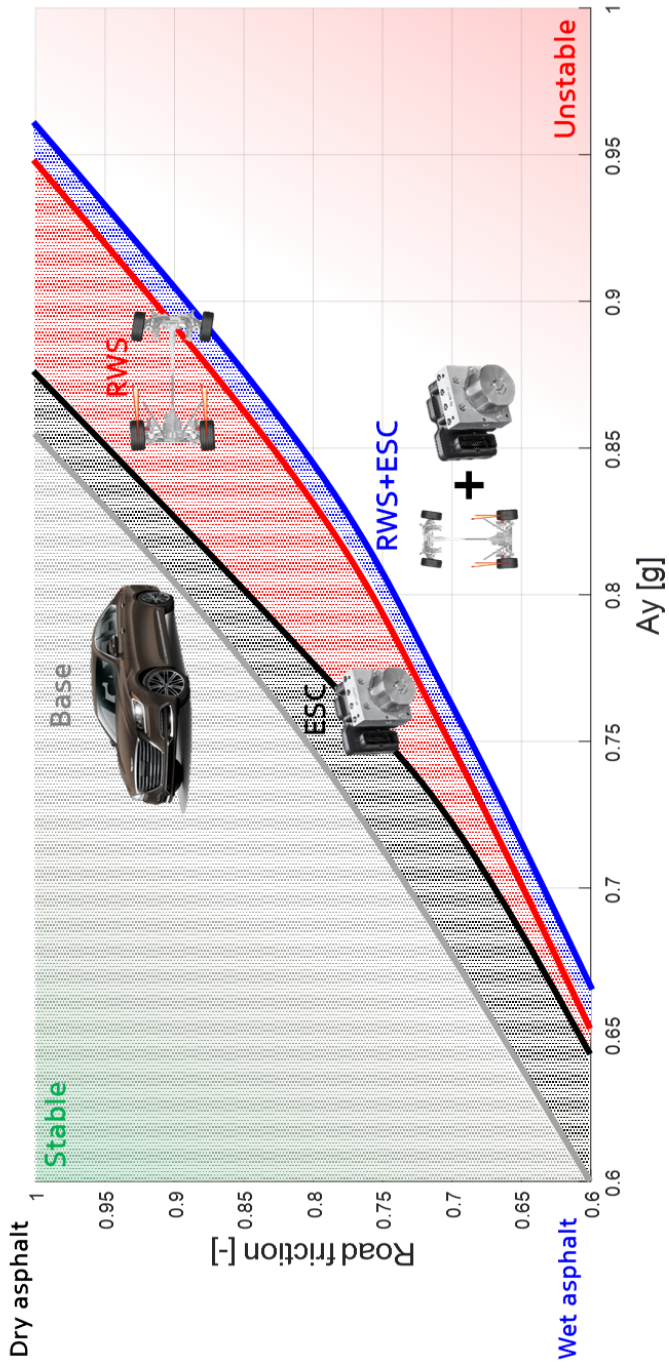 Dry asphalt
Stable
Unstable
Base
RWS
ESC
RWS+ESC
+
Road friction [-]
1
0.95
0.9
0.85
0.8
0.75
0.7
0.65
0.6
Wet asphalt
0.6
0.65
0.7
0.75
0.8
0.85
0.9
0.95
1
Ay [g]